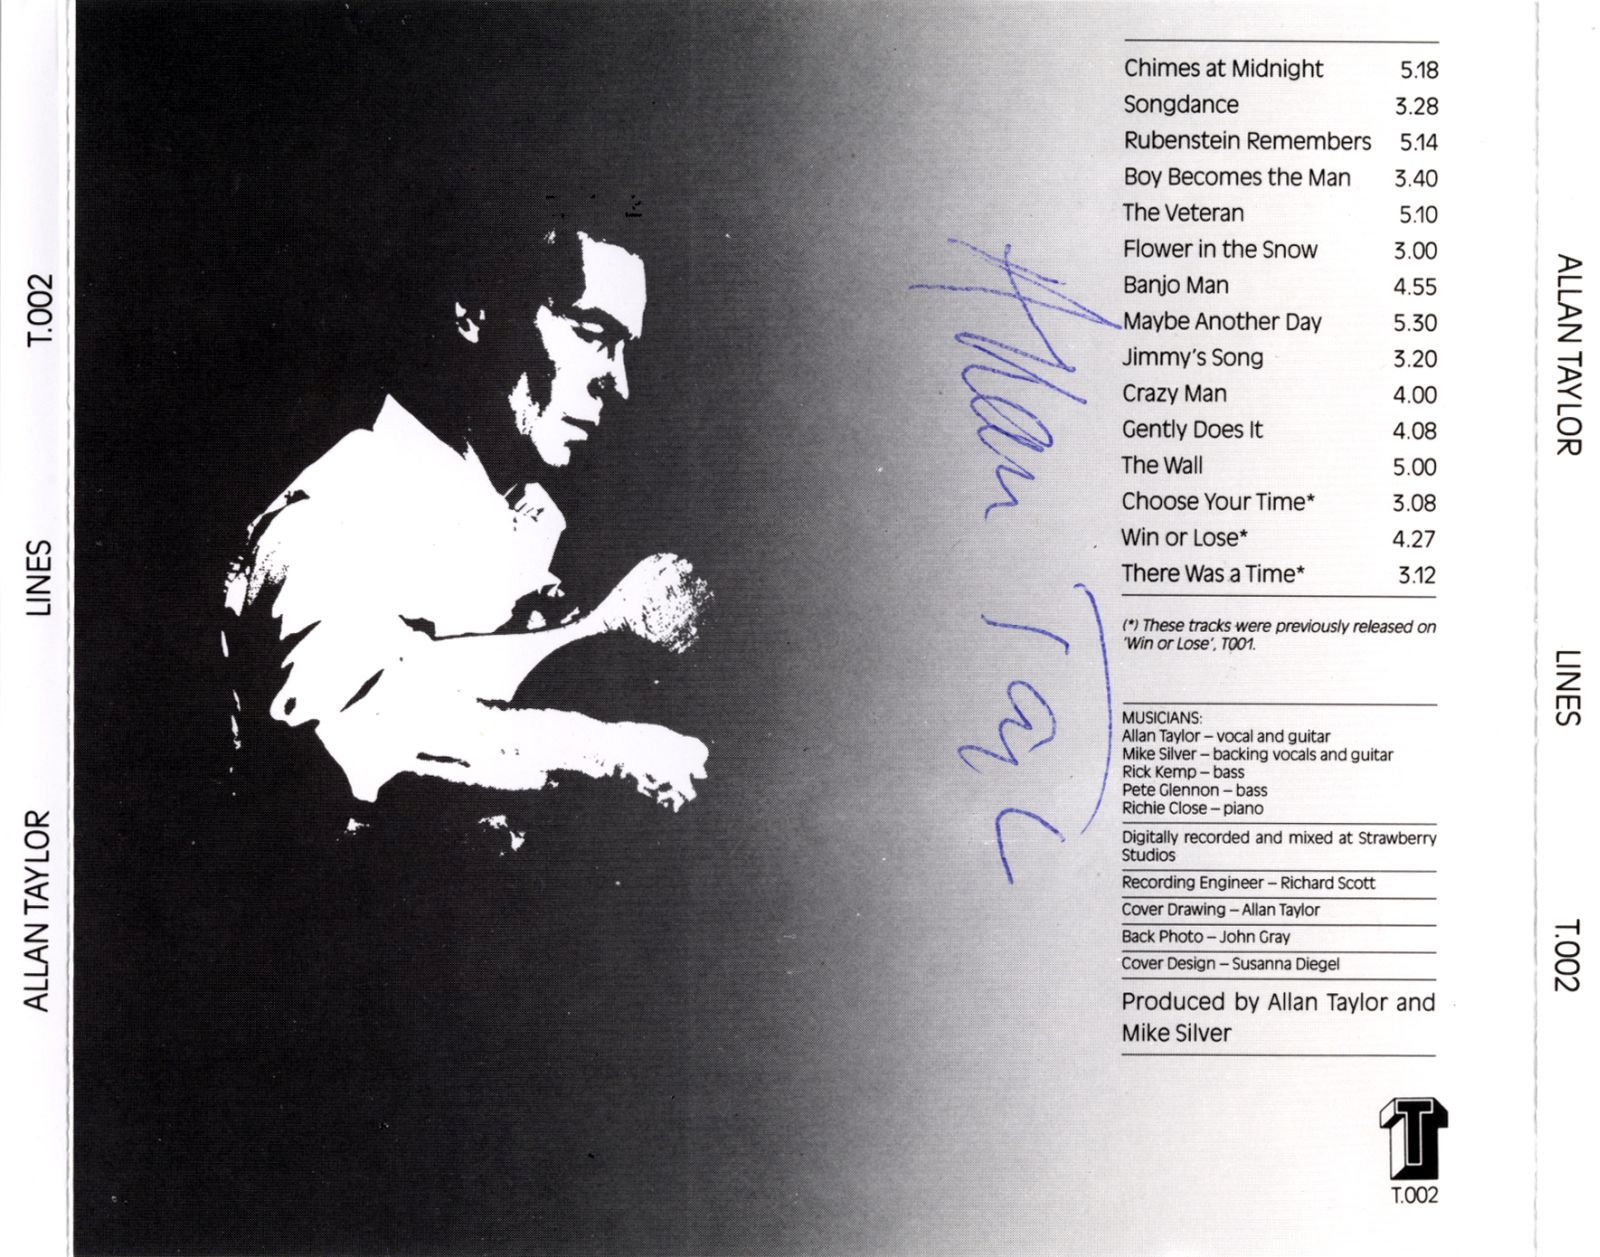 ALLAN TAYLOR LINES T.002
Chimes at Midnight 5.18
Songdance 3.28
Rubenstein Remembers 5.14
Boy Becomes the Man 3.40
The Veteran 5.10
Flower in the Snow 3.00
Banjo Man 4.55
Maybe Another Day 5.30
Jimmy's Song 3.20
Crazy Man 4.00
Gently Does It 4.08
The Wall 5.00
Choose Your Time* 3.08
Win or Lose* 4.27
There Was a Time* 3.12
(*) These tracks were previously released on
'Win or Lose', T001.
MUSICIANS:
Allan Taylor – vocal and guitar
Mike Silver – backing vocals and guitar
Rick Kemp – bass
Pete Glennon – bass
Richie Close – piano
Digitally recorded and mixed at Strawberry
Studios
Recording Engineer – Richard Scott
Cover Drawing – Allan Taylor
Back Photo – John Gray
Cover Design – Susanna Diegel
Produced by Allan Taylor and
Mike Silver
T
T.002
Allan
ALLAN TAYLOR LINES T.002